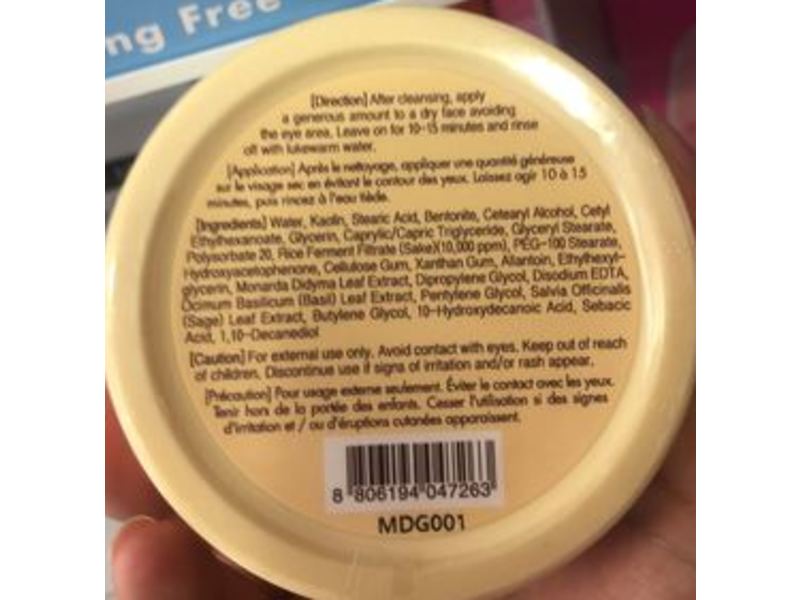 ng Free
[Direction] After cleansing, apply
a generous amount to a dry face avoiding
the eye area. Leave on for 10-15 minutes and rinse
off with lukewarm water.
[Application] Après le nettoyage, appliquer une quantité généreuse
sur le visage sec en évitant le contour des yeux. Laissez agir 10 à 15
minutes, puis rincez à l'eau tiède.
[Ingredients] Water, Kaolin, Stearic Acid, Bentonite, Cetearyl Alcohol, Cetyl
Ethylhexanoate, Glycerin, Caprylic/Capric Triglyceride, Glyceryl Stearate,
Polysorbate 20, Rice Ferment Filtrate (Sake)(10,000 ppm), PEG-100 Stearate,
Hydroxyacetophenone, Cellulose Gum, Xanthan Gum, Allantoin, Ethylhexyl-
glycerin, Monarda Didyma Leaf Extract, Dipropylene Glycol, Disodium EDTA,
Ocimum Basilicum (Basil) Leaf Extract, Pentylene Glycol, Salvia Officinalis
(Sage) Leaf Extract, Butylene Glycol, 10-Hydroxydecanoic Acid, Sebacic
Acid, 1,10-Decanediol
[Caution] For external use only. Avoid contact with eyes. Keep out of reach
of children. Discontinue use if signs of irritation and/or rash appear.
[Précaution] Pour usage externe seulement. Éviter le contact avec les yeux.
Tenir hors de la portée des enfants. Cesser l'utilisation si des signes
d'irritation et / ou d'éruptions cutanées apparaissent.
8 806194 047263
MDG001